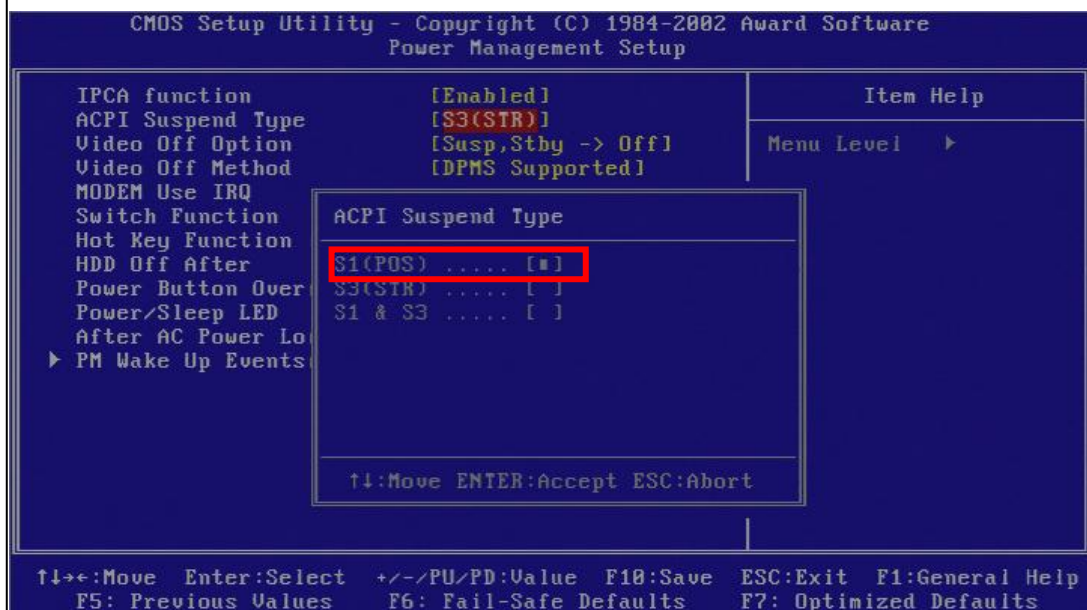 CMOS Setup Utility - Copyright (C) 1984-2002 Award Software
Power Management Setup
IPCA function [Enabled]
ACPI Suspend Type [S3(STR)]
Video Off Option [Susp,Stby -> Off]
Video Off Method [DPMS Supported]
MODEM Use IRQ
Switch Function
Hot Key Function
HDD Off After
Power Button Over
Power/Sleep LED
After AC Power Lo
▶ PM Wake Up Events
Item Help
Menu Level ▶
ACPI Suspend Type
S1(POS) ..... [■]
S3(STR) ..... [ ]
S1 & S3 ..... [ ]
↑↓:Move ENTER:Accept ESC:Abort
↑↓→←:Move Enter:Select +/-/PU/PD:Value F10:Save ESC:Exit F1:General Help
F5: Previous Values F6: Fail-Safe Defaults F7: Optimized Defaults